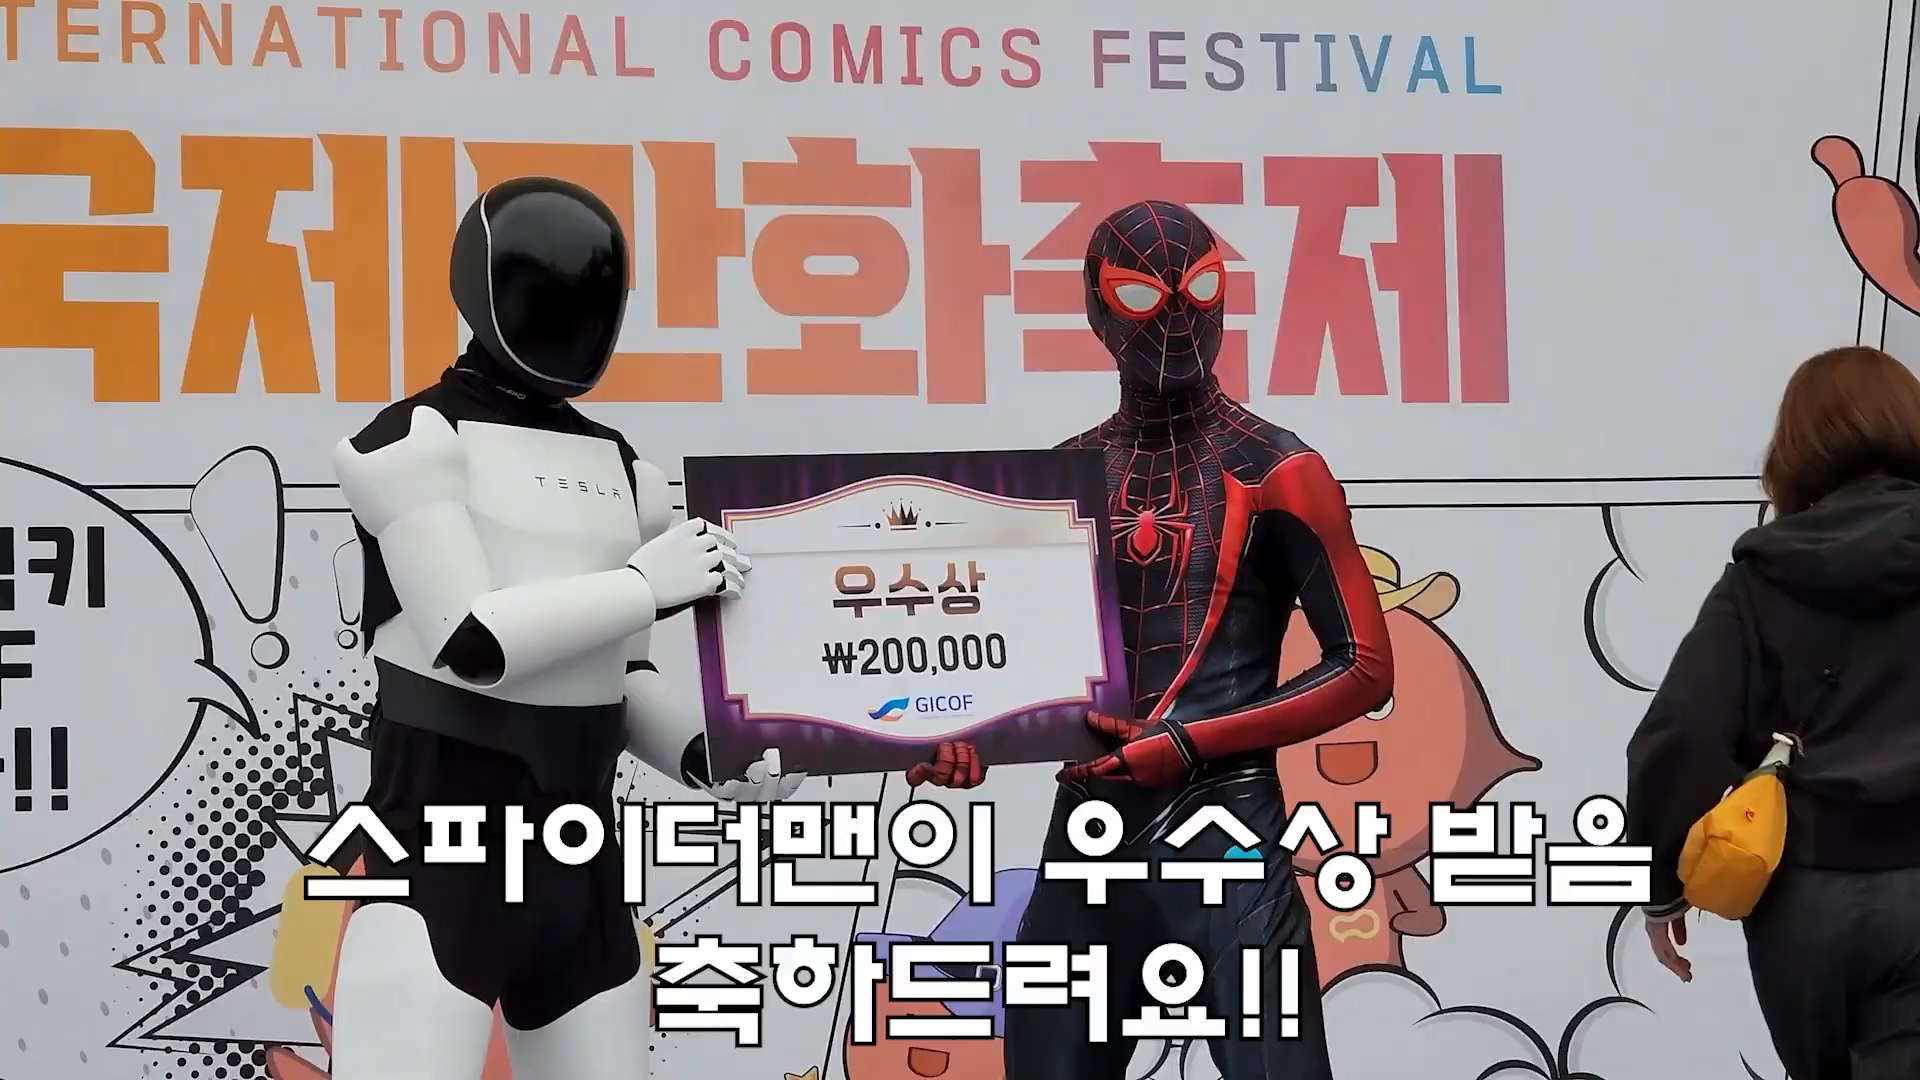 TERNATIONAL COMICS FESTIVAL
국제만화축제
TESLA
우수상
₩200,000
GICOF
키
F
!!
스파이더맨이 우수상 받음
축하드려요!!